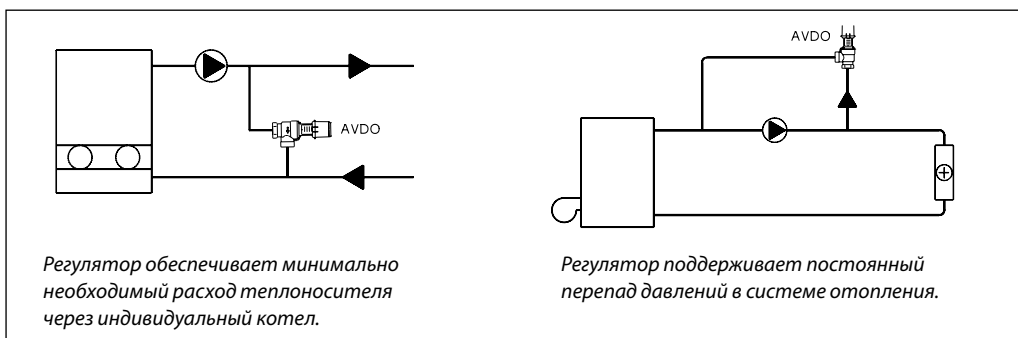 AVDO
Регулятор обеспечивает минимально
необходимый расход теплоносителя
через индивидуальный котел.
AVDO
Регулятор поддерживает постоянный
перепад давлений в системе отопления.